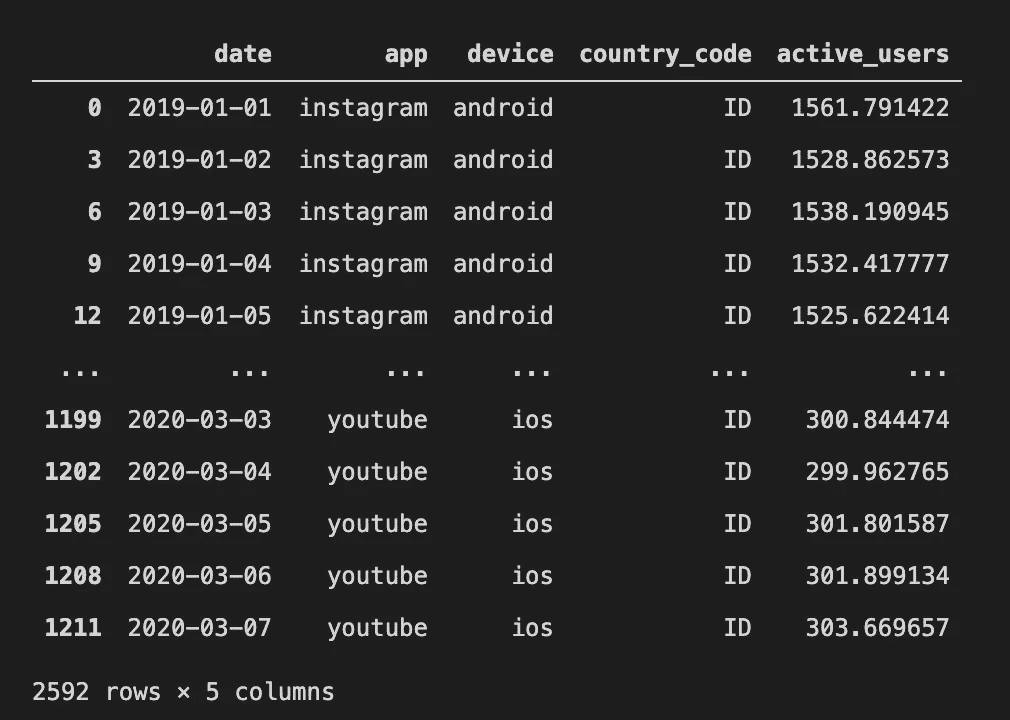 date app device country_code active_users
0 2019-01-01 instagram android ID 1561.791422
3 2019-01-02 instagram android ID 1528.862573
6 2019-01-03 instagram android ID 1538.190945
9 2019-01-04 instagram android ID 1532.417777
12 2019-01-05 instagram android ID 1525.622414
... ... ... ... ... ...
1199 2020-03-03 youtube ios ID 300.844474
1202 2020-03-04 youtube ios ID 299.962765
1205 2020-03-05 youtube ios ID 301.801587
1208 2020-03-06 youtube ios ID 301.899134
1211 2020-03-07 youtube ios ID 303.669657
2592 rows × 5 columns